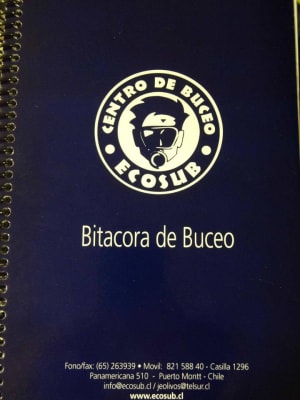 CENTRO DE BUCEO
ECOSUB
Bitacora de Buceo
Fono/fax: (65) 263939 • Movil: 821 588 40 - Casilla 1296
Panamericana 510 - Puerto Montt - Chile
info@ecosub.cl / jeolivos@telsur.cl
www.ecosub.cl